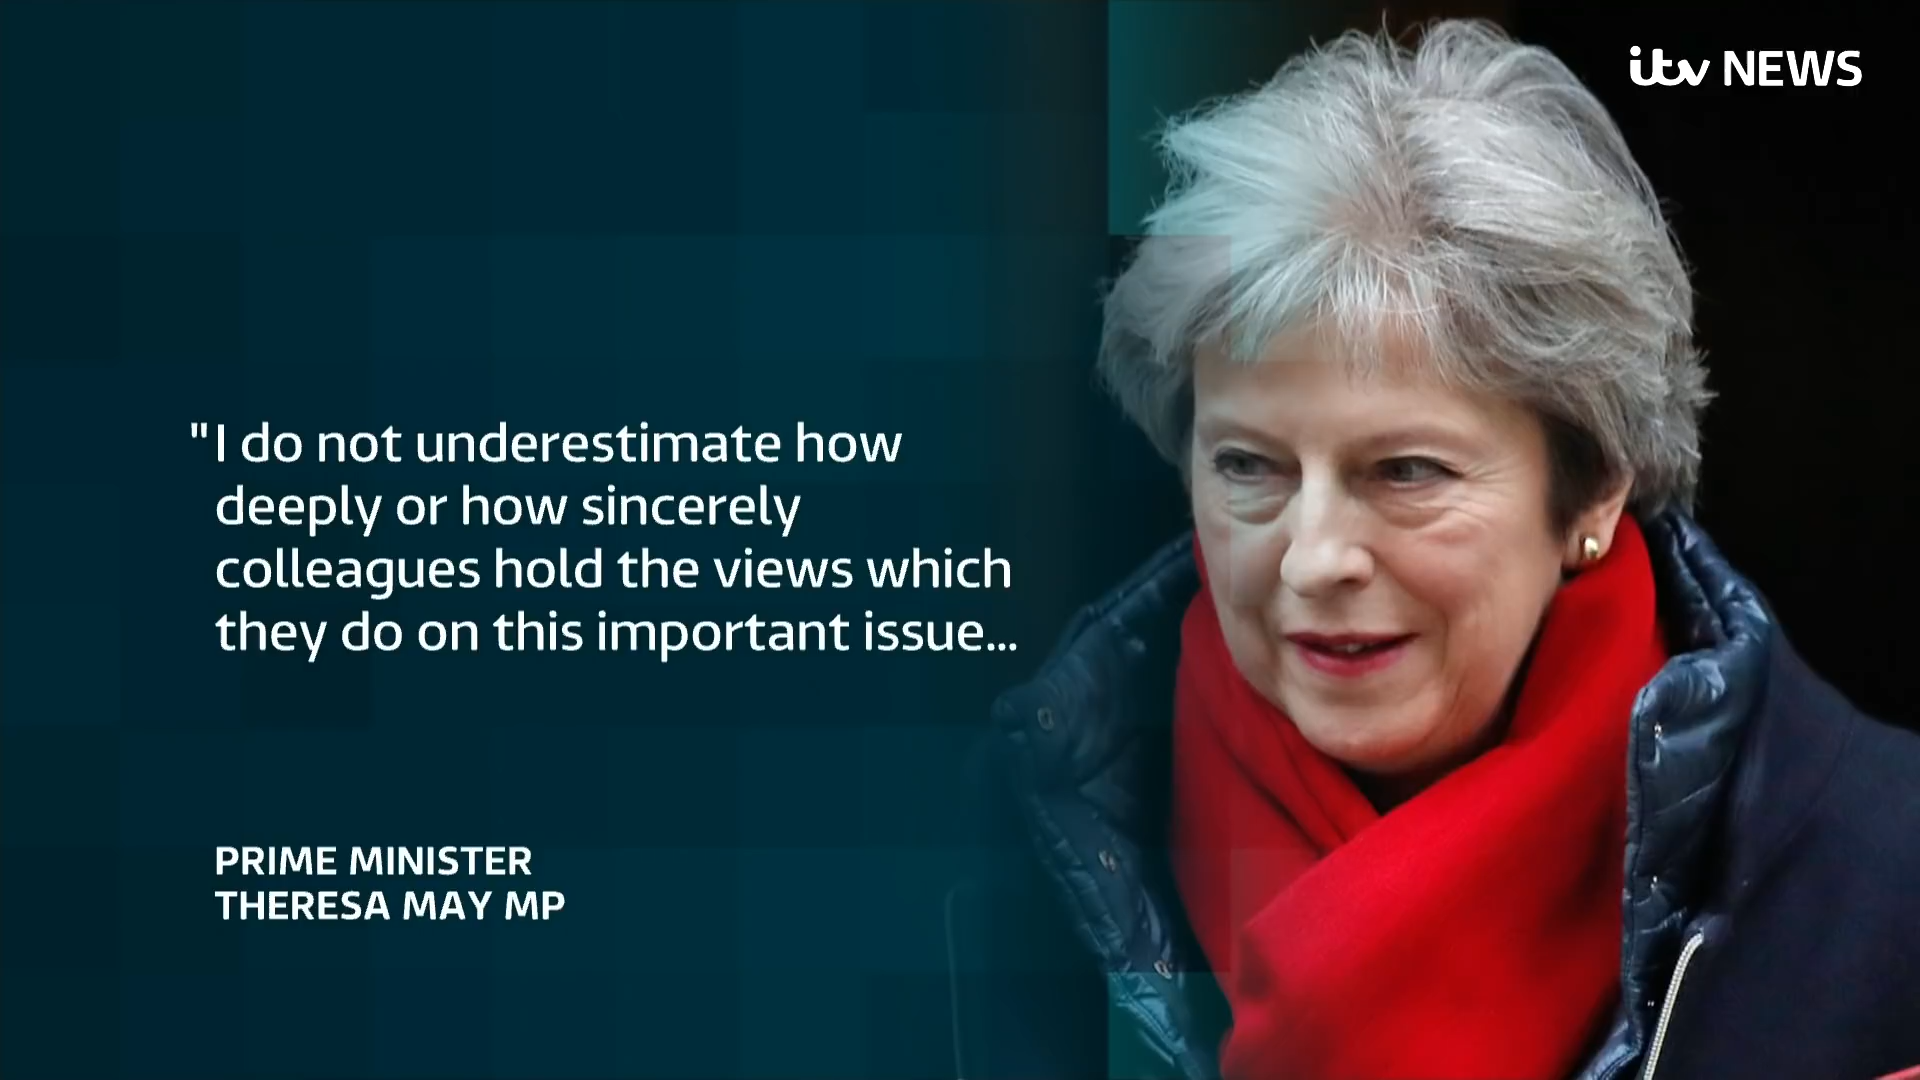 itv NEWS
"I do not underestimate how
deeply or how sincerely
colleagues hold the views which
they do on this important issue...
PRIME MINISTER
THERESA MAY MP